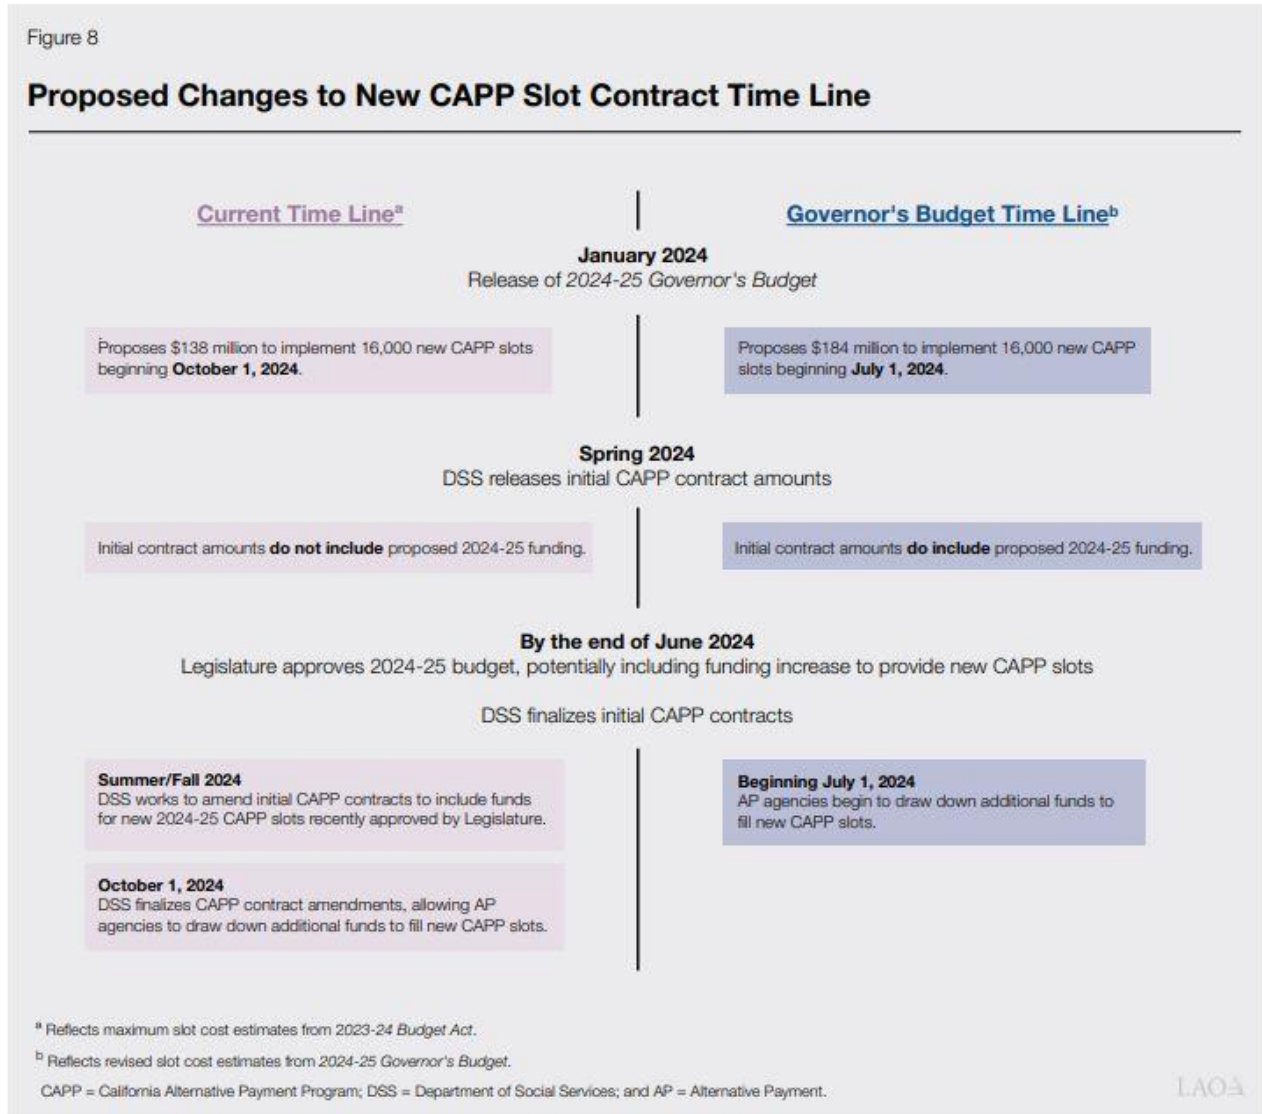 Figure 8
Proposed Changes to New CAPP Slot Contract Time Line
Current Time Lineᵃ
Governor's Budget Time Lineᵇ
January 2024
Release of 2024-25 Governor's Budget
Proposes $138 million to implement 16,000 new CAPP slots
beginning October 1, 2024.
Proposes $184 million to implement 16,000 new CAPP
slots beginning July 1, 2024.
Spring 2024
DSS releases initial CAPP contract amounts
Initial contract amounts do not include proposed 2024-25 funding.
Initial contract amounts do include proposed 2024-25 funding.
By the end of June 2024
Legislature approves 2024-25 budget, potentially including funding increase to provide new CAPP slots
DSS finalizes initial CAPP contracts
Summer/Fall 2024
DSS works to amend initial CAPP contracts to include funds
for new 2024-25 CAPP slots recently approved by Legislature.
October 1, 2024
DSS finalizes CAPP contract amendments, allowing AP
agencies to draw down additional funds to fill new CAPP slots.
Beginning July 1, 2024
AP agencies begin to draw down additional funds to
fill new CAPP slots.
ᵃ Reflects maximum slot cost estimates from 2023-24 Budget Act.
ᵇ Reflects revised slot cost estimates from 2024-25 Governor's Budget.
CAPP = California Alternative Payment Program; DSS = Department of Social Services; and AP = Alternative Payment.
LAO